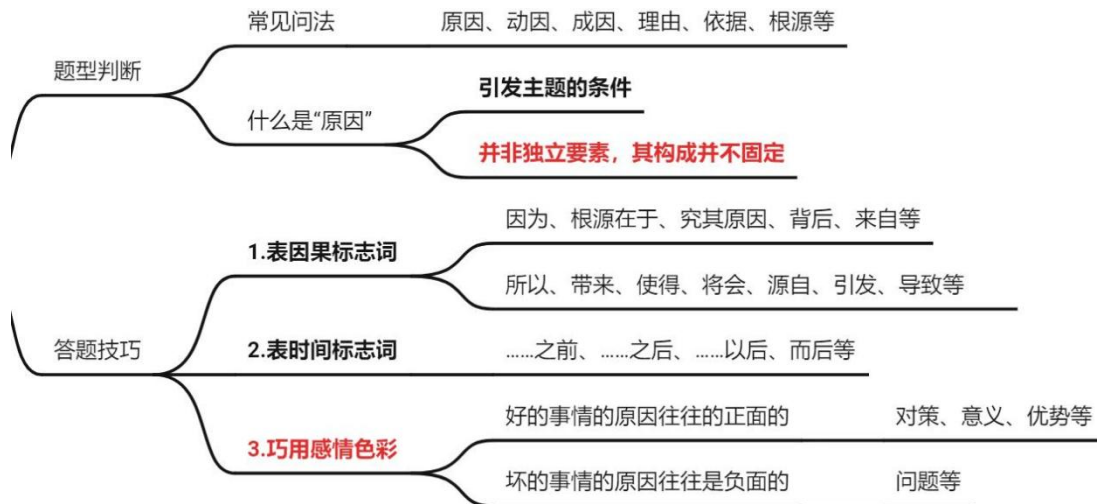 题型判断
常见问法
原因、动因、成因、理由、依据、根源等
什么是“原因”
引发主题的条件
并非独立要素，其构成并不固定
答题技巧
1.表因果标志词
因为、根源在于、究其原因、背后、来自等
所以、带来、使得、将会、源自、引发、导致等
2.表时间标志词
……之前、……之后、……以后、而后等
3.巧用感情色彩
好的事情的原因往往的正面的
对策、意义、优势等
坏的事情的原因往往是负面的
问题等